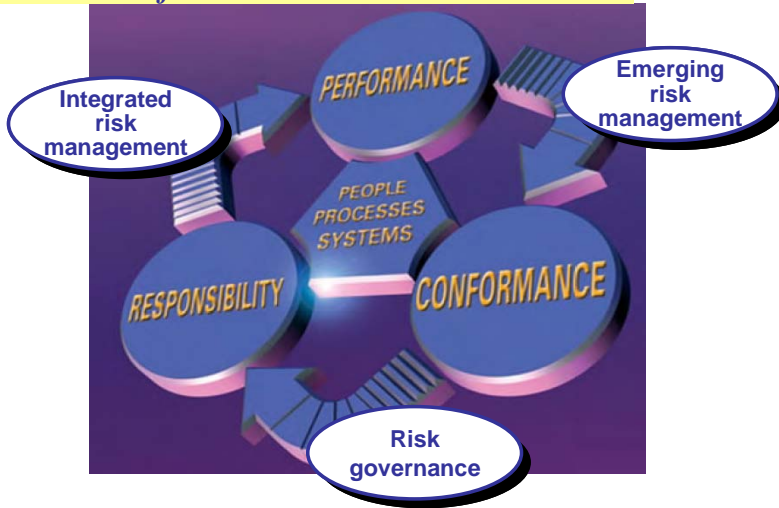 PERFORMANCE
Integrated
risk
management
Emerging
risk
management
PEOPLE
PROCESSES
SYSTEMS
RESPONSIBILITY
CONFORMANCE
Risk
governance